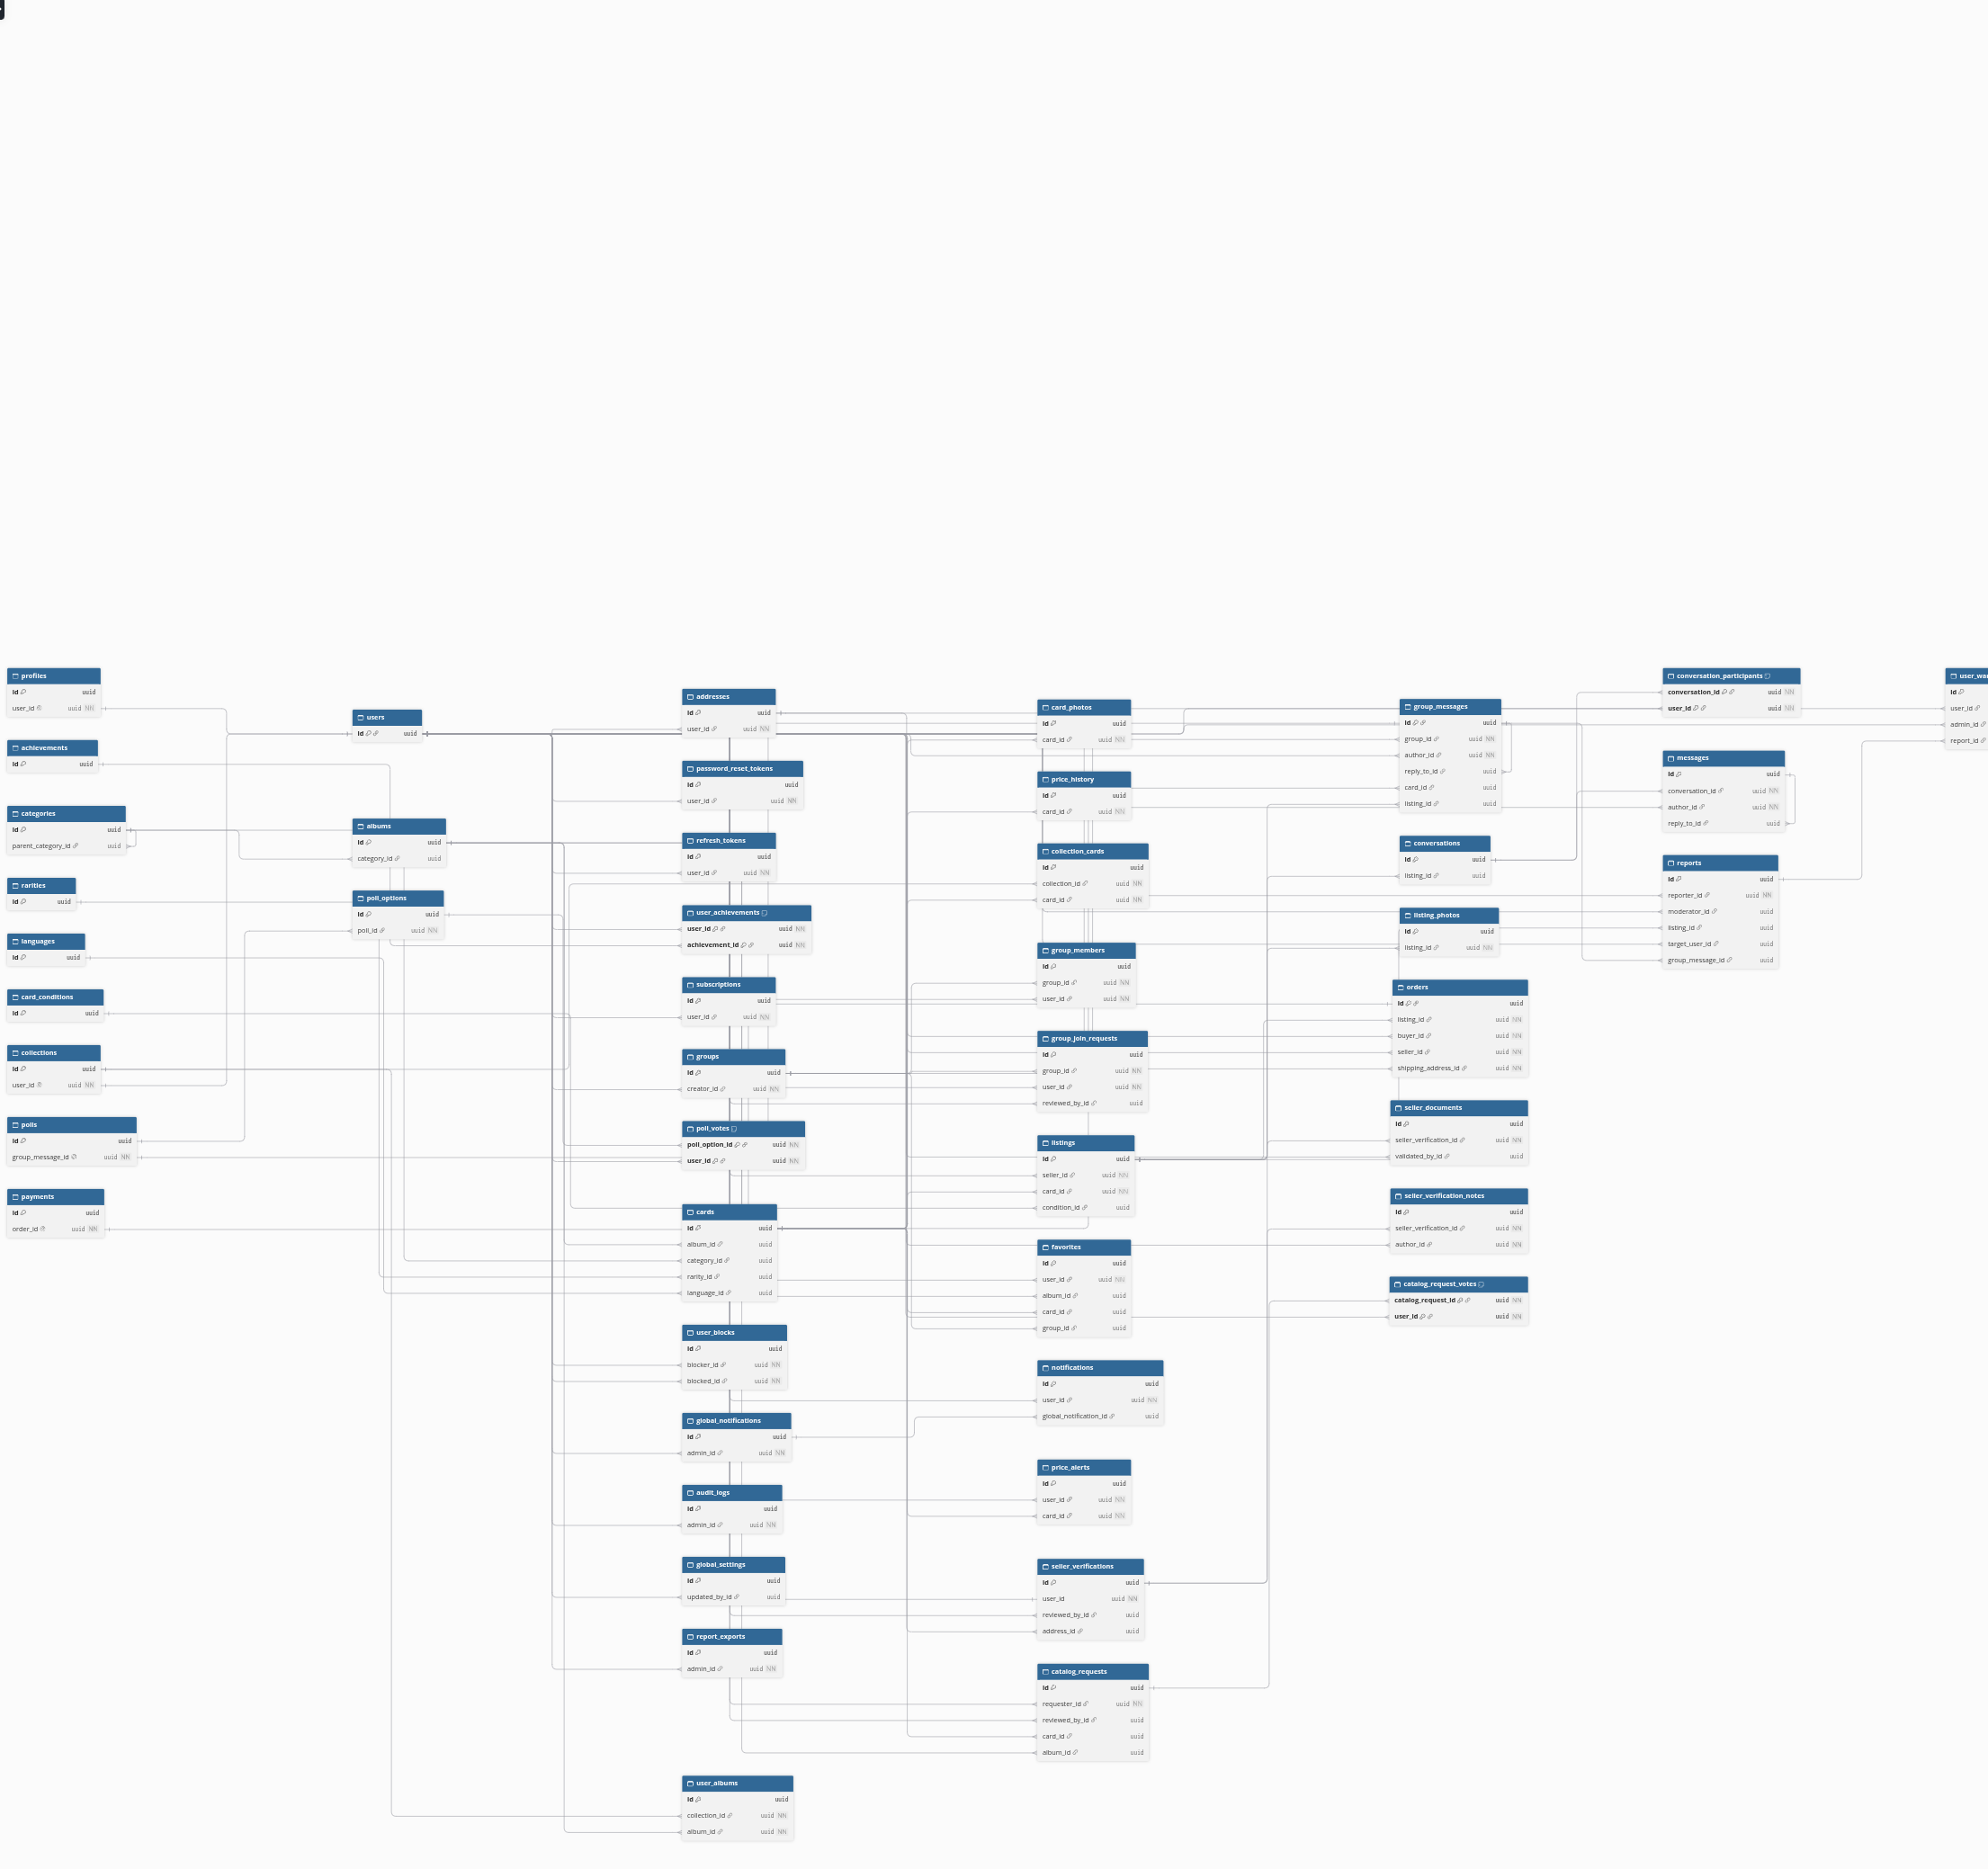 profiles
id uuid
user_id uuid NN
achievements
id uuid
categories
id uuid
parent_category_id uuid
rarities
id uuid
languages
id uuid
card_conditions
id uuid
collections
id uuid
user_id uuid NN
polls
id uuid
group_message_id uuid NN
payments
id uuid
order_id uuid NN
users
id uuid
albums
id uuid
category_id uuid
poll_options
id uuid
poll_id uuid NN
addresses
id uuid
user_id uuid NN
password_reset_tokens
id uuid
user_id uuid NN
refresh_tokens
id uuid
user_id uuid NN
user_achievements
user_id uuid NN
achievement_id uuid NN
subscriptions
id uuid
user_id uuid NN
groups
id uuid
creator_id uuid NN
poll_votes
poll_option_id uuid NN
user_id uuid NN
cards
id uuid
album_id uuid
category_id uuid
rarity_id uuid
language_id uuid
user_blocks
id uuid
blocker_id uuid NN
blocked_id uuid NN
global_notifications
id uuid
admin_id uuid NN
audit_logs
id uuid
admin_id uuid NN
global_settings
id uuid
updated_by_id uuid
report_exports
id uuid
admin_id uuid NN
user_albums
id uuid
collection_id uuid NN
album_id uuid NN
card_photos
id uuid
card_id uuid NN
price_history
id uuid
card_id uuid NN
collection_cards
id uuid
collection_id uuid NN
card_id uuid NN
group_members
id uuid
group_id uuid NN
user_id uuid NN
group_join_requests
id uuid
group_id uuid NN
user_id uuid NN
reviewed_by_id uuid
listings
id uuid
seller_id uuid NN
card_id uuid NN
condition_id uuid
favorites
id uuid
user_id uuid NN
album_id uuid
card_id uuid
group_id uuid
notifications
id uuid
user_id uuid NN
global_notification_id uuid
price_alerts
id uuid
user_id uuid NN
card_id uuid NN
seller_verifications
id uuid
user_id uuid NN
reviewed_by_id uuid
address_id uuid
catalog_requests
id uuid
requester_id uuid NN
reviewed_by_id uuid
card_id uuid
album_id uuid
group_messages
id uuid
group_id uuid NN
author_id uuid NN
reply_to_id uuid
card_id uuid
listing_id uuid
conversations
id uuid
listing_id uuid
listing_photos
id uuid
listing_id uuid NN
orders
id uuid
listing_id uuid NN
buyer_id uuid NN
seller_id uuid NN
shipping_address_id uuid NN
seller_documents
id uuid
seller_verification_id uuid NN
validated_by_id uuid
seller_verification_notes
id uuid
seller_verification_id uuid NN
author_id uuid NN
catalog_request_votes
catalog_request_id uuid NN
user_id uuid NN
conversation_participants
conversation_id uuid NN
user_id uuid NN
messages
id uuid
conversation_id uuid NN
author_id uuid NN
reply_to_id uuid
reports
id uuid
reporter_id uuid NN
moderator_id uuid
listing_id uuid
target_user_id uuid
group_message_id uuid
id
user_id
admin_id
report_id